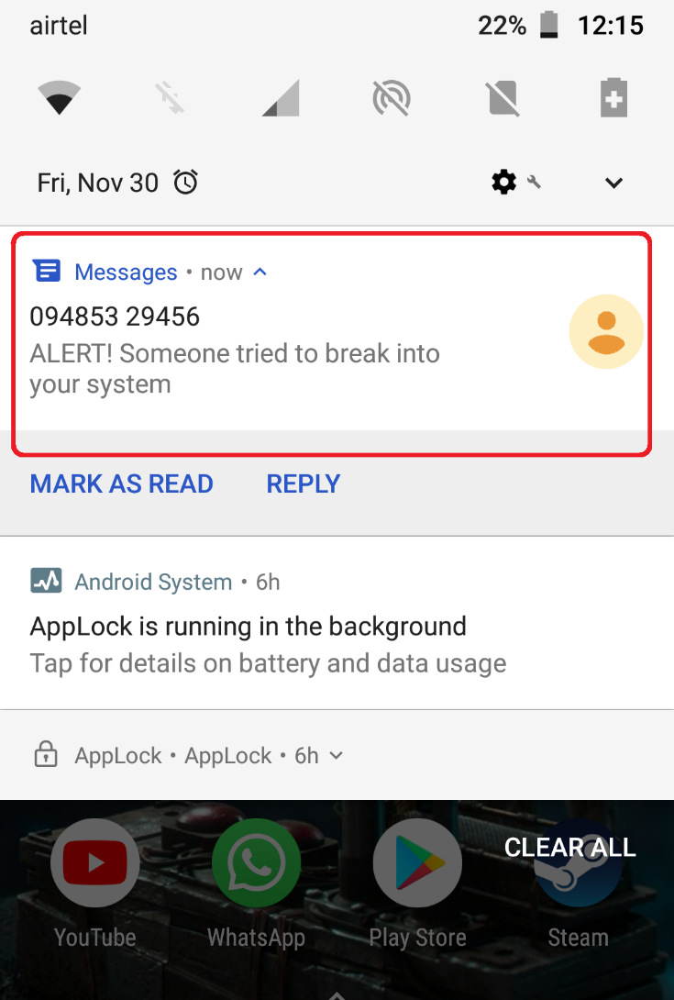 airtel 22% 12:15
Fri, Nov 30
Messages • now
094853 29456
ALERT! Someone tried to break into
your system
MARK AS READ REPLY
Android System • 6h
AppLock is running in the background
Tap for details on battery and data usage
AppLock • AppLock • 6h
CLEAR ALL
YouTube WhatsApp Play Store Steam